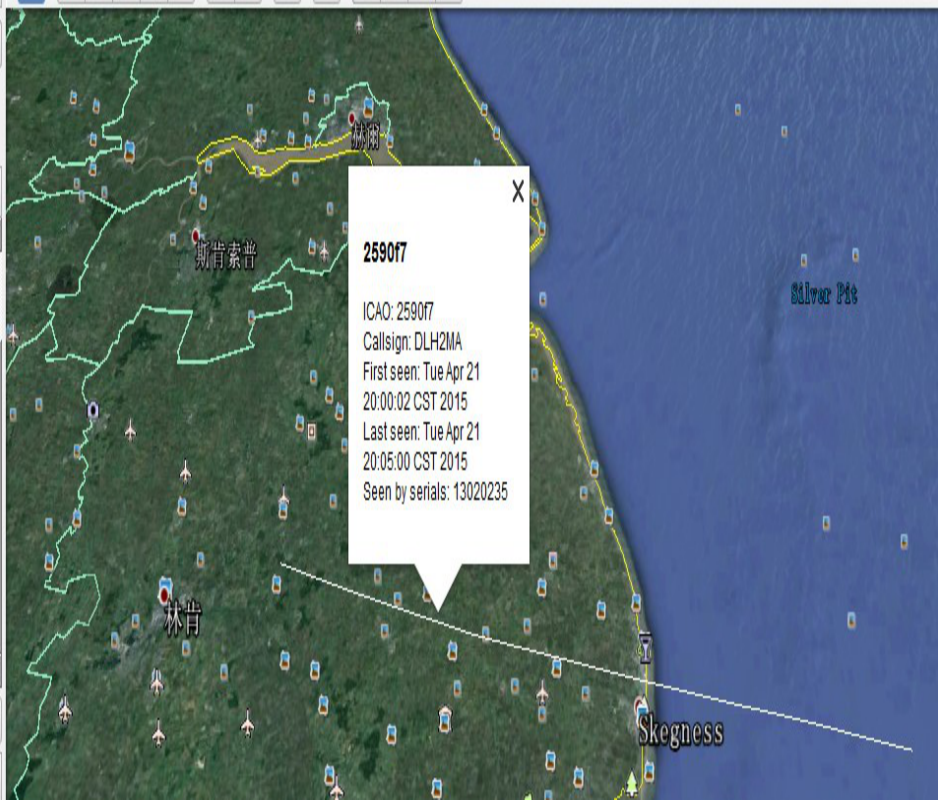 赫爾
斯肯索普
Silver Pit
2590f7
ICAO: 2590f7
Callsign: DLH2MA
First seen: Tue Apr 21
20:00:02 CST 2015
Last seen: Tue Apr 21
20:05:00 CST 2015
Seen by serials: 13020235
林肯
Skegness